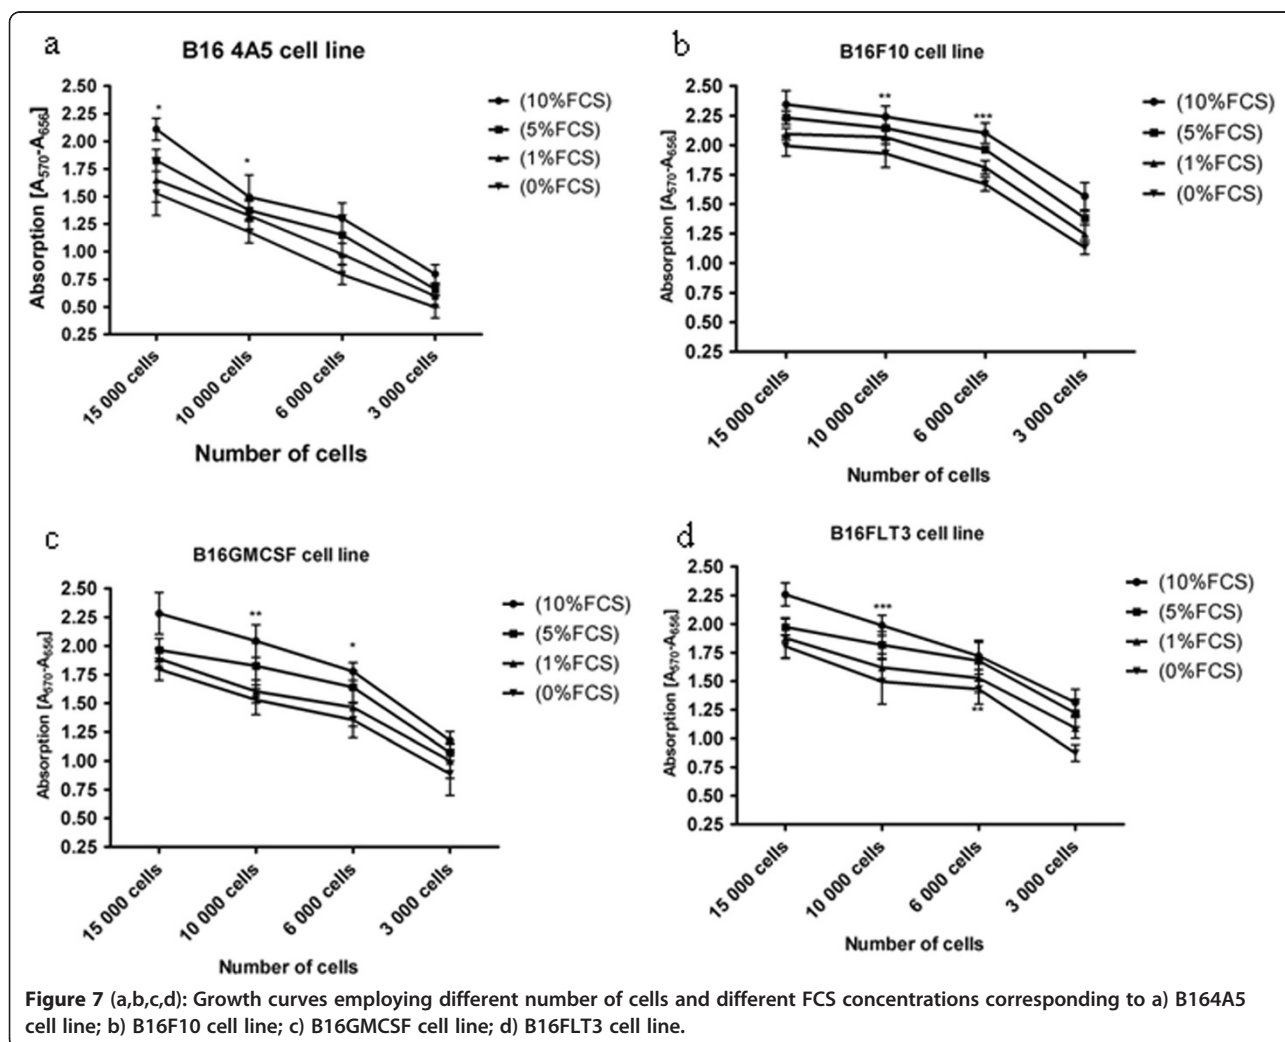 a
B16 4A5 cell line
2.50
2.25
2.00
1.75
1.50
1.25
1.00
0.75
0.50
0.25
Absorption [A570-A656]
*
*
(10%FCS)
(5%FCS)
(1%FCS)
(0%FCS)
15 000 cells
10 000 cells
6 000 cells
3 000 cells
Number of cells
b
B16F10 cell line
2.50
2.25
2.00
1.75
1.50
1.25
1.00
0.75
0.50
0.25
Absorption [A570-A656]
**
***
(10%FCS)
(5%FCS)
(1%FCS)
(0%FCS)
15 000 cells
10 000 cells
6 000 cells
3 000 cells
Number of cells
c
B16GMCSF cell line
2.50
2.25
2.00
1.75
1.50
1.25
1.00
0.75
0.50
0.25
Absorption [A570-A656]
**
*
(10%FCS)
(5%FCS)
(1%FCS)
(0%FCS)
15 000 cells
10 000 cells
6 000 cells
3 000 cells
Number of cells
d
B16FLT3 cell line
2.50
2.25
2.00
1.75
1.50
1.25
1.00
0.75
0.50
0.25
Absorption [A570-A656]
***
**
(10%FCS)
(5%FCS)
(1%FCS)
(0%FCS)
15 000 cells
10 000 cells
6 000 cells
3 000 cells
Number of cells
Figure 7 (a,b,c,d): Growth curves employing different number of cells and different FCS concentrations corresponding to a) B164A5
cell line; b) B16F10 cell line; c) B16GMCSF cell line; d) B16FLT3 cell line.